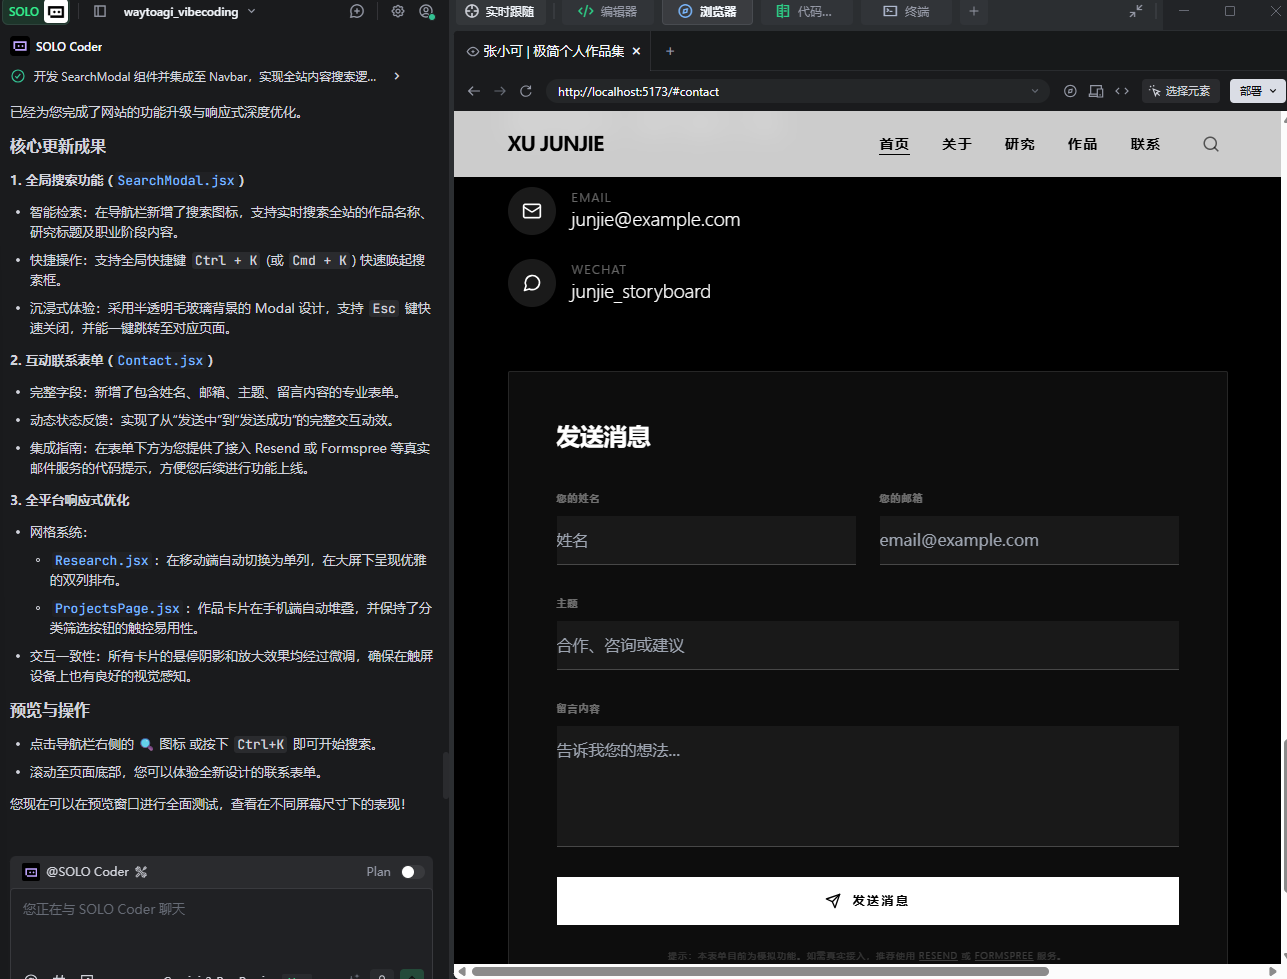 SOLO
waytoagi_vibecoding
SOLO Coder
开发 SearchModal 组件并集成至 Navbar，实现全站内容搜索逻...
已经为您完成了网站的功能升级与响应式深度优化。
核心更新成果
1. 全局搜索功能 ( SearchModal.jsx )
• 智能检索：在导航栏新增了搜索图标，支持实时搜索全站的作品名称、
研究标题及职业阶段内容。
• 快捷操作：支持全局快捷键 Ctrl + K (或 Cmd + K ) 快速唤起搜
索框。
• 沉浸式体验：采用半透明毛玻璃背景的 Modal 设计，支持 Esc 键快
速关闭，并能一键跳转至对应页面。
2. 互动联系表单 ( Contact.jsx )
• 完整字段：新增了包含姓名、邮箱、主题、留言内容的专业表单。
• 动态状态反馈：实现了从“发送中”到“发送成功”的完整交互动效。
• 集成指南：在表单下方为您提供了接入 Resend 或 Formspree 等真实
邮件服务的代码提示，方便您后续进行功能上线。
3. 全平台响应式优化
• 网格系统：
◦ Research.jsx ：在移动端自动切换为单列，在大屏下呈现优雅
的双列排布。
◦ ProjectsPage.jsx ：作品卡片在手机端自动堆叠，并保持了分
类筛选按钮的触控易用性。
• 交互一致性：所有卡片的悬停阴影和放大效果均经过微调，确保在触屏
设备上也有良好的视觉感知。
预览与操作
• 点击导航栏右侧的 🔍 图标 或按下 Ctrl+K 即可开始搜索。
• 滚动至页面底部，您可以体验全新设计的联系表单。
您现在可以在预览窗口进行全面测试，查看在不同屏幕尺寸下的表现！
@SOLO Coder
Plan
您正在与 SOLO Coder 聊天
实时跟随
编辑器
浏览器
代码...
终端
张小可 | 极简个人作品集
http://localhost:5173/#contact
选择元素
部署
XU JUNJIE
首页
关于
研究
作品
联系
EMAIL
junjie@example.com
WECHAT
junjie_storyboard
发送消息
您的姓名
您的邮箱
姓名
email@example.com
主题
合作、咨询或建议
留言内容
告诉我您的想法...
发送消息
提示：本表单目前为模拟功能。如需真实接入，推荐使用 RESEND 或 FORMSPREE 服务。